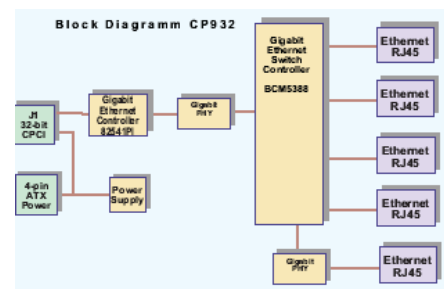 Block Diagramm CP932
Gigabit
Ethernet
Switch
Controller
BCM5388
Ethernet
RJ45
Gigabit
Ethernet
Controller
82541PI
Gigabit
PHY
J1
32-bit
CPCI
Ethernet
RJ45
Ethernet
RJ45
4-pin
ATX
Power
Power
Supply
Ethernet
RJ45
Gigabit
PHY
Ethernet
RJ45